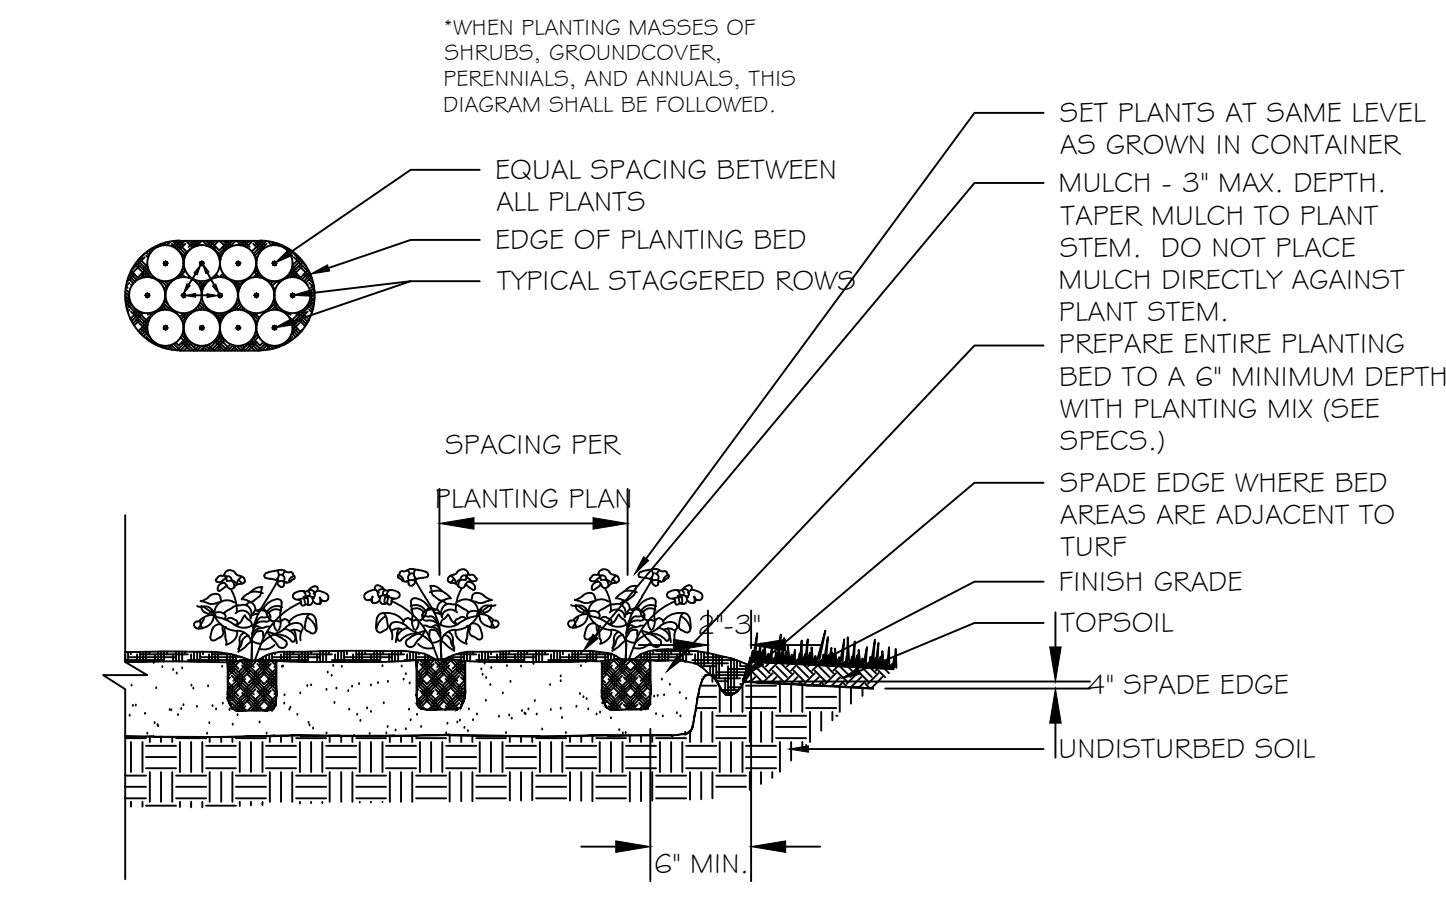 *WHEN PLANTING MASSES OF
SHRUBS, GROUNDCOVER,
PERENNIALS, AND ANNUALS, THIS
DIAGRAM SHALL BE FOLLOWED.
EQUAL SPACING BETWEEN
ALL PLANTS
EDGE OF PLANTING BED
TYPICAL STAGGERED ROWS
SET PLANTS AT SAME LEVEL
AS GROWN IN CONTAINER
MULCH - 3" MAX. DEPTH.
TAPER MULCH TO PLANT
STEM.  DO NOT PLACE
MULCH DIRECTLY AGAINST
PLANT STEM.
PREPARE ENTIRE PLANTING
BED TO A 6" MINIMUM DEPTH
WITH PLANTING MIX (SEE
SPECS.)
SPADE EDGE WHERE BED
AREAS ARE ADJACENT TO
TURF
FINISH GRADE
TOPSOIL
4" SPADE EDGE
UNDISTURBED SOIL
SPACING PER
PLANTING PLAN
2"-3"
6" MIN.